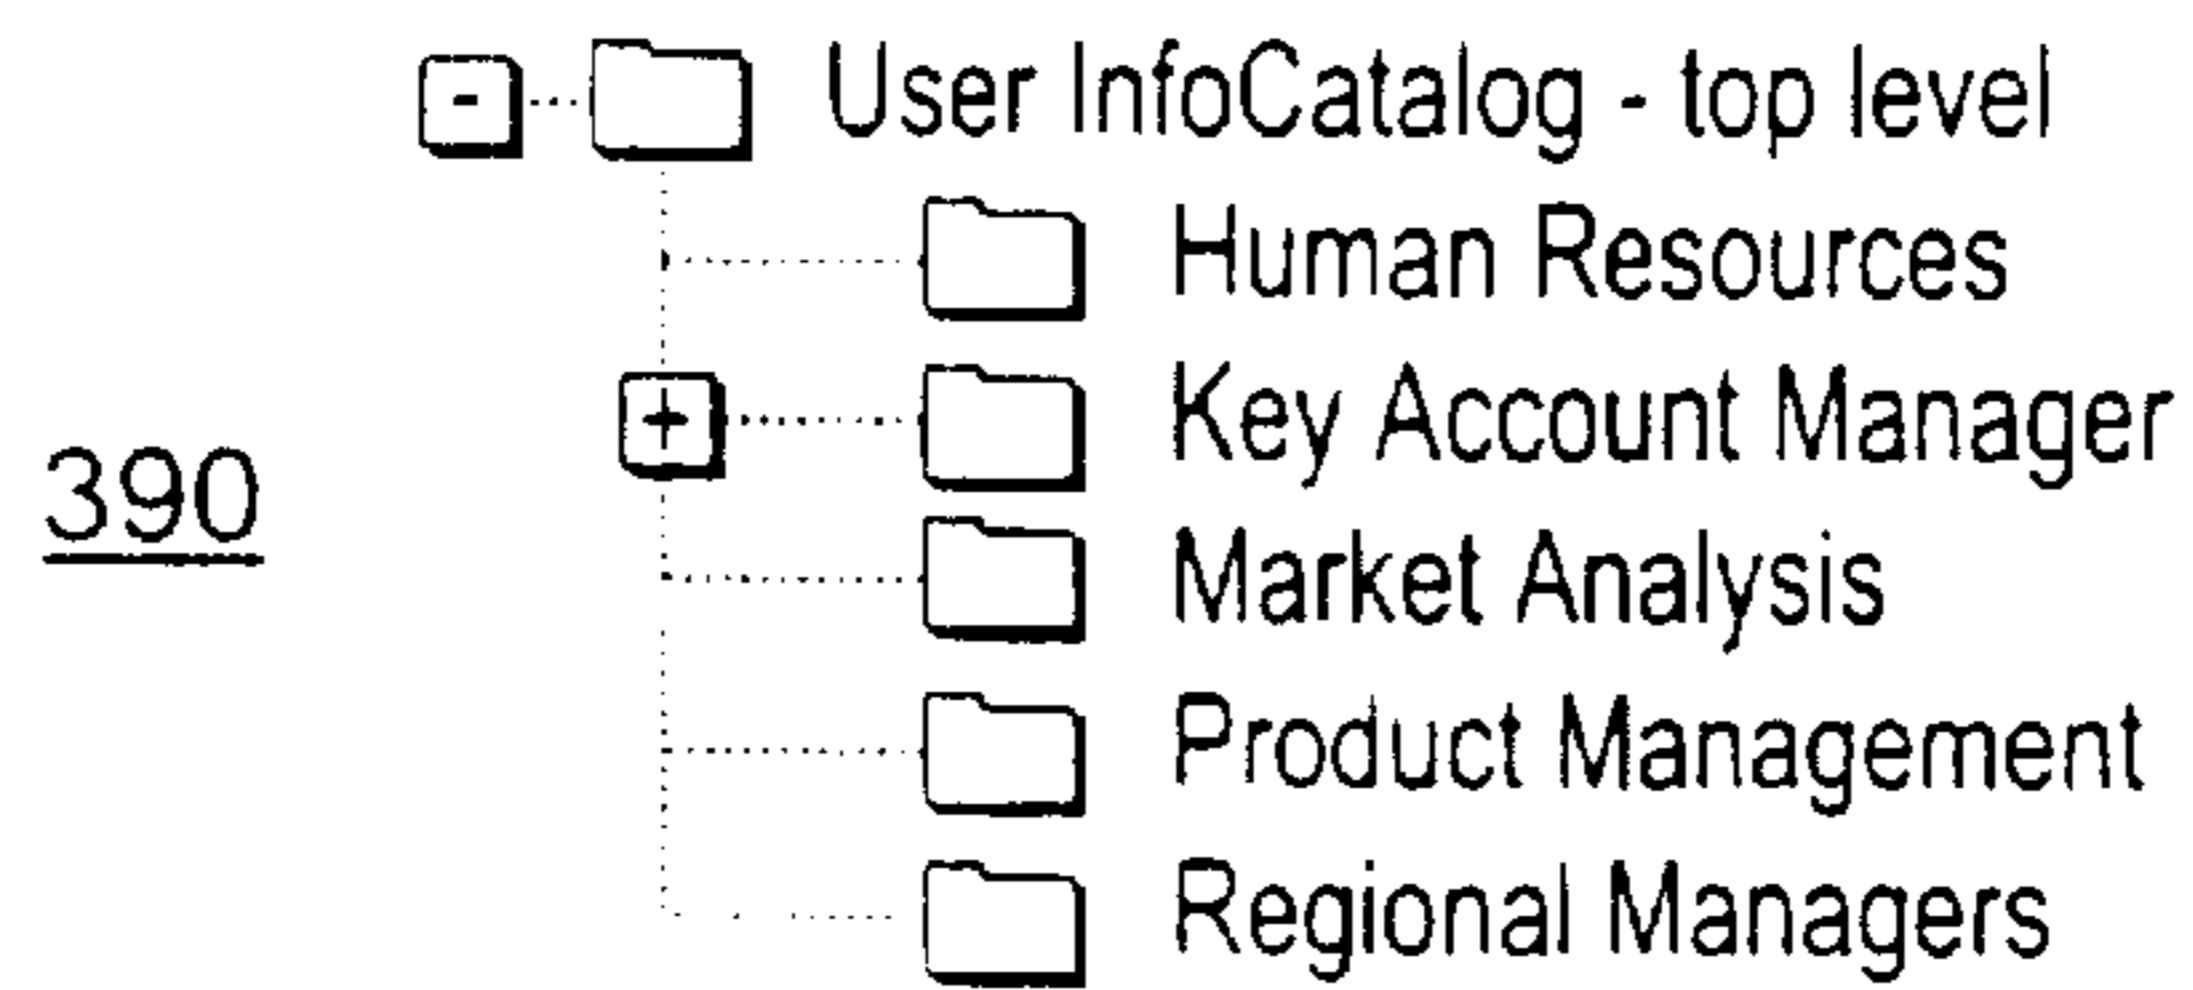 User InfoCatalog - top level
Human Resources
Key Account Manager
390
Market Analysis
Product Management
Regional Managers